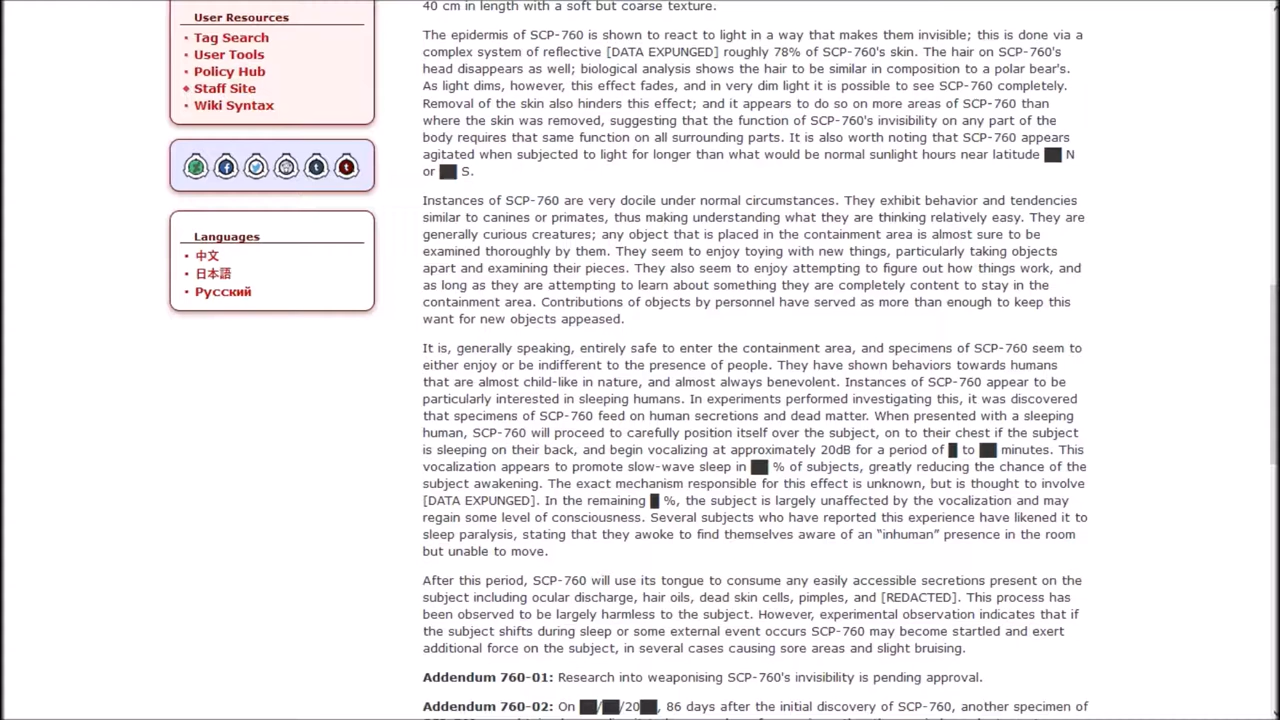 User Resources
Tag Search
User Tools
Policy Hub
Staff Site
Wiki Syntax
Languages
中文
日本語
Русский
40 cm in length with a soft but coarse texture.
The epidermis of SCP-760 is shown to react to light in a way that makes them invisible; this is done via a
complex system of reflective [DATA EXPUNGED] roughly 78% of SCP-760's skin. The hair on SCP-760's
head disappears as well; biological analysis shows the hair to be similar in composition to a polar bear's.
As light dims, however, this effect fades, and in very dim light it is possible to see SCP-760 completely.
Removal of the skin also hinders this effect; and it appears to do so on more areas of SCP-760 than
where the skin was removed, suggesting that the function of SCP-760's invisibility on any part of the
body requires that same function on all surrounding parts. It is also worth noting that SCP-760 appears
agitated when subjected to light for longer than what would be normal sunlight hours near latitude ██ N
or ██ S.
Instances of SCP-760 are very docile under normal circumstances. They exhibit behavior and tendencies
similar to canines or primates, thus making understanding what they are thinking relatively easy. They are
generally curious creatures; any object that is placed in the containment area is almost sure to be
examined thoroughly by them. They seem to enjoy toying with new things, particularly taking objects
apart and examining their pieces. They also seem to enjoy attempting to figure out how things work, and
as long as they are attempting to learn about something they are completely content to stay in the
containment area. Contributions of objects by personnel have served as more than enough to keep this
want for new objects appeased.
It is, generally speaking, entirely safe to enter the containment area, and specimens of SCP-760 seem to
either enjoy or be indifferent to the presence of people. They have shown behaviors towards humans
that are almost child-like in nature, and almost always benevolent. Instances of SCP-760 appear to be
particularly interested in sleeping humans. In experiments performed investigating this, it was discovered
that specimens of SCP-760 feed on human secretions and dead matter. When presented with a sleeping
human, SCP-760 will proceed to carefully position itself over the subject, on to their chest if the subject
is sleeping on their back, and begin vocalizing at approximately 20dB for a period of █ to ██ minutes. This
vocalization appears to promote slow-wave sleep in ██ % of subjects, greatly reducing the chance of the
subject awakening. The exact mechanism responsible for this effect is unknown, but is thought to involve
[DATA EXPUNGED]. In the remaining █ %, the subject is largely unaffected by the vocalization and may
regain some level of consciousness. Several subjects who have reported this experience have likened it to
sleep paralysis, stating that they awoke to find themselves aware of an “inhuman” presence in the room
but unable to move.
After this period, SCP-760 will use its tongue to consume any easily accessible secretions present on the
subject including ocular discharge, hair oils, dead skin cells, pimples, and [REDACTED]. This process has
been observed to be largely harmless to the subject. However, experimental observation indicates that if
the subject shifts during sleep or some external event occurs SCP-760 may become startled and exert
additional force on the subject, in several cases causing sore areas and slight bruising.
Addendum 760-01: Research into weaponising SCP-760's invisibility is pending approval.
Addendum 760-02: On ██/██/20██, 86 days after the initial discovery of SCP-760, another specimen of